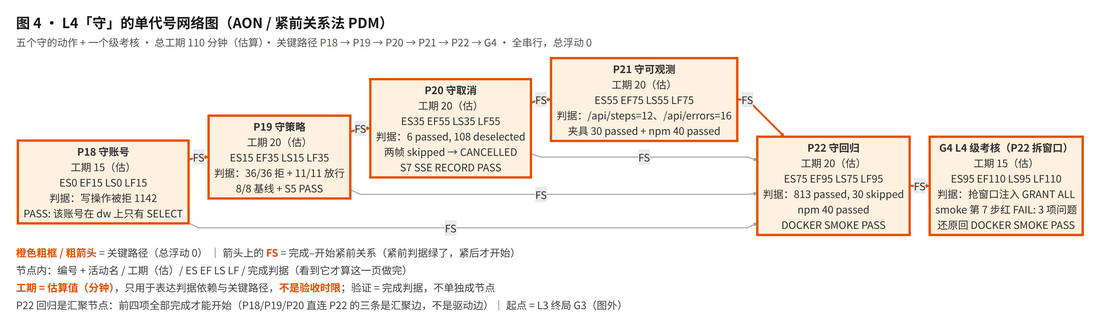 图 4 · L4「守」的单代号网络图（AON / 紧前关系法 PDM）
五个守的动作 + 一个级考核 · 总工期 110 分钟（估算）· 关键路径 P18 → P19 → P20 → P21 → P22 → G4 · 全串行，总浮动 0
P18 守账号
工期 15（估）
ES0 EF15 LS0 LF15
判据：写操作被拒 1142
PASS: 该账号在 dw 上只有 SELECT
FS
P19 守策略
工期 20（估）
ES15 EF35 LS15 LF35
判据：36/36 拒 + 11/11 放行
8/8 基线 + S5 PASS
FS
P20 守取消
工期 20（估）
ES35 EF55 LS35 LF55
判据：6 passed, 108 deselected
两帧 skipped → CANCELLED
S7 SSE RECORD PASS
FS
P21 守可观测
工期 20（估）
ES55 EF75 LS55 LF75
判据：/api/steps=12、/api/errors=16
夹具 30 passed + npm 40 passed
FS
FS
FS
FS
P22 守回归
工期 20（估）
ES75 EF95 LS75 LF95
判据：813 passed, 30 skipped
npm 40 passed
DOCKER SMOKE PASS
FS
G4 L4 级考核（P22 拆窗口）
工期 15（估）
ES95 EF110 LS95 LF110
判据：抢窗口注入 GRANT ALL
smoke 第 7 步红 FAIL: 3 项问题
还原回 DOCKER SMOKE PASS
橙色粗框 / 粗箭头 = 关键路径（总浮动 0） ｜ 箭头上的 FS = 完成–开始紧前关系（紧前判据绿了，紧后才开始）
节点内：编号 + 活动名 / 工期（估） / ES EF LS LF / 完成判据（看到它才算这一页做完）
工期 = 估算值（分钟），只用于表达判据依赖与关键路径，不是验收时限；验证 = 完成判据，不单独成节点
P22 回归是汇聚节点：前四项全部完成才能开始（P18/P19/P20 直连 P22 的三条是汇聚边，不是驱动边） ｜ 起点 = L3 终局 G3（图外）